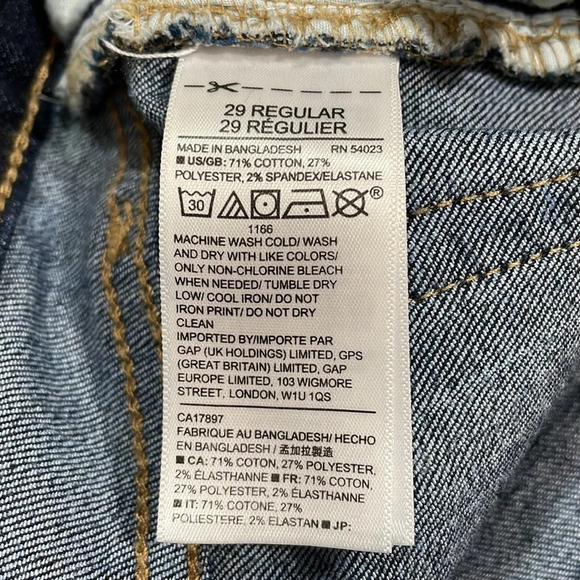 29 REGULAR
29 RÉGULIER
MADE IN BANGLADESH RN 54023
US/GB: 71% COTTON, 27%
POLYESTER, 2% SPANDEX/ELASTANE
30 ®
1166
MACHINE WASH COLD/ WASH
AND DRY WITH LIKE COLORS/
ONLY NON-CHLORINE BLEACH
WHEN NEEDED/ TUMBLE DRY
LOW/ COOL IRON/ DO NOT
IRON PRINT/ DO NOT DRY
CLEAN
IMPORTED BY/IMPORTE PAR
GAP (UK HOLDINGS) LIMITED, GPS
(GREAT BRITAIN) LIMITED, GAP
EUROPE LIMITED, 103 WIGMORE
STREET, LONDON, W1U 1QS
CA17897
FABRIQUE AU BANGLADESH/ HECHO
EN BANGLADESH / 孟加拉製造
CA: 71% COTON, 27% POLYESTER,
2% ÉLASTHANNE FR: 71% COTON,
27% POLYESTER, 2% ÉLASTHANNE
IT: 71% COTONE, 27%
POLIESTERE, 2% ELASTAN JP: